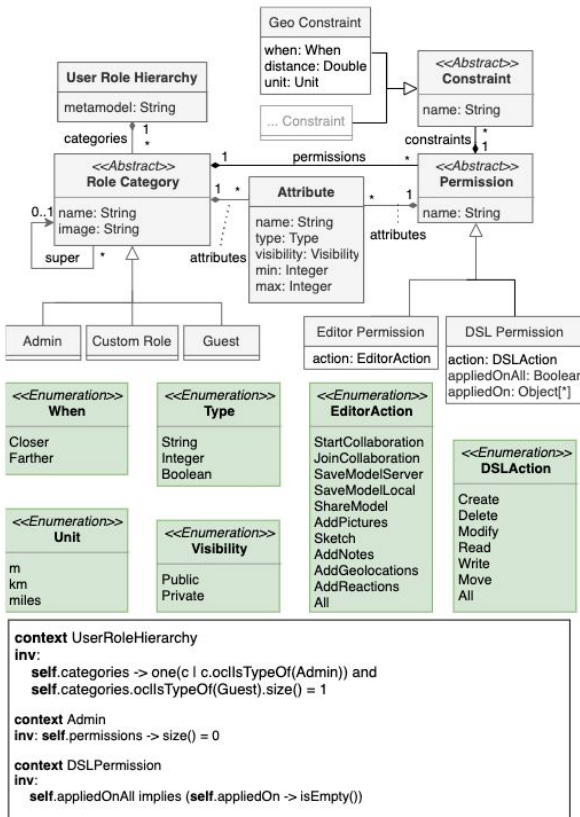 Geo Constraint
when: When
distance: Double
unit: Unit
... Constraint
<<Abstract>>
Constraint
name: String
User Role Hierarchy
metamodel: String
categories
1
*
constraints
*
1
<<Abstract>>
Role Category
name: String
image: String
0..1
super
*
1
permissions
*
1
*
attributes
Attribute
name: String
type: Type
visibility: Visibility
min: Integer
max: Integer
*
1
attributes
<<Abstract>>
Permission
name: String
Admin
Custom Role
Guest
Editor Permission
action: EditorAction
DSL Permission
action: DSLAction
appliedOnAll: Boolean
appliedOn: Object[*]
<<Enumeration>>
When
Closer
Farther
<<Enumeration>>
Type
String
Integer
Boolean
<<Enumeration>>
EditorAction
StartCollaboration
JoinCollaboration
SaveModelServer
SaveModelLocal
ShareModel
AddPictures
Sketch
AddNotes
AddGeolocations
AddReactions
All
<<Enumeration>>
DSLAction
Create
Delete
Modify
Read
Write
Move
All
<<Enumeration>>
Unit
m
km
miles
<<Enumeration>>
Visibility
Public
Private
context UserRoleHierarchy
inv:
self.categories -> one(c | c.oclIsTypeOf(Admin)) and
self.categories.oclIsTypeOf(Guest).size() = 1
context Admin
inv: self.permissions -> size() = 0
context DSLPermission
inv:
self.appliedOnAll implies (self.appliedOn -> isEmpty())